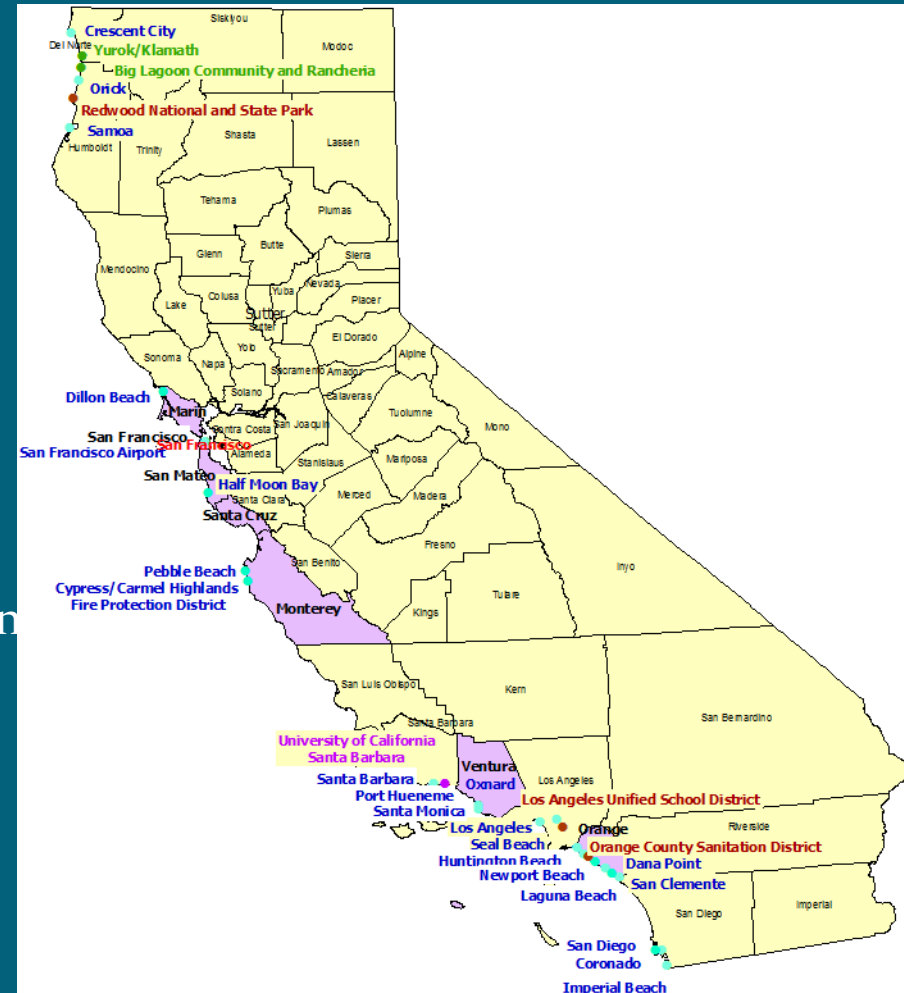 Siskiyou
Crescent City
Del Norte
Modoc
Yurok/Klamath
Big Lagoon Community and Rancheria
Orick
Redwood National and State Park
Samoa
Shasta
Lassen
Humboldt
Trinity
Tehama
Plumas
Butte
Glenn
Sierra
Mendocino
Nevada
Colusa
Yuba
Placer
Lake
Sutter
Sutter
El Dorado
Yolo
Sonoma
Napa
Alpine
Sacramento
Amador
Solano
Calaveras
Dillon Beach
Marin
Tuolumne
Mono
San Francisco
Contra Costa
San Joaquin
San Francisco
San Francisco Airport
Alameda
Stanislaus
Mariposa
San Mateo
Half Moon Bay
Merced
Madera
Santa Clara
Santa Cruz
Fresno
San Benito
Inyo
Pebble Beach
Cypress/Carmel Highlands
Fire Protection District
Monterey
Kings
Tulare
n
San Luis Obispo
Kern
San Bernardino
Santa Barbara
University of California
Santa Barbara
Ventura
Santa Barbara
Oxnard
Los Angeles
Port Hueneme
Los Angeles Unified School District
Santa Monica
Los Angeles
Orange
Riverside
Seal Beach
Orange County Sanitation District
Huntington Beach
Dana Point
Newport Beach
San Clemente
Laguna Beach
San Diego
Imperial
San Diego
Coronado
Imperial Beach